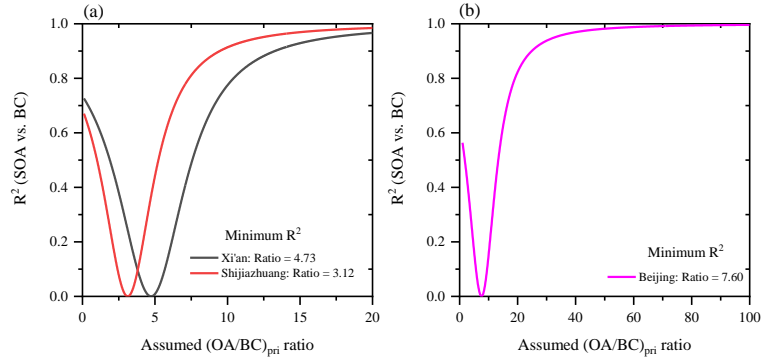 (a)
R² (SOA vs. BC)
1.0
0.8
0.6
0.4
0.2
0.0
Minimum R²
Xi'an: Ratio = 4.73
Shijiazhuang: Ratio = 3.12
0 5 10 15 20
Assumed (OA/BC)pri ratio
(b)
R² (SOA vs. BC)
1.0
0.8
0.6
0.4
0.2
0.0
Minimum R²
Beijing: Ratio = 7.60
0 20 40 60 80 100
Assumed (OA/BC)pri ratio